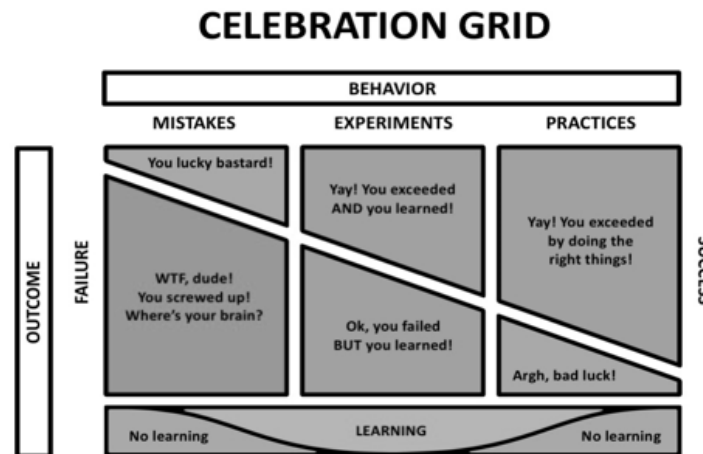 CELEBRATION GRID
BEHAVIOR
MISTAKES
EXPERIMENTS
PRACTICES
OUTCOME
FAILURE
You lucky bastard!
WTF, dude!
You screwed up!
Where's your brain?
Yay! You exceeded
AND you learned!
Ok, you failed
BUT you learned!
Yay! You exceeded
by doing the
right things!
Argh, bad luck!
SUCCESS
No learning
LEARNING
No learning